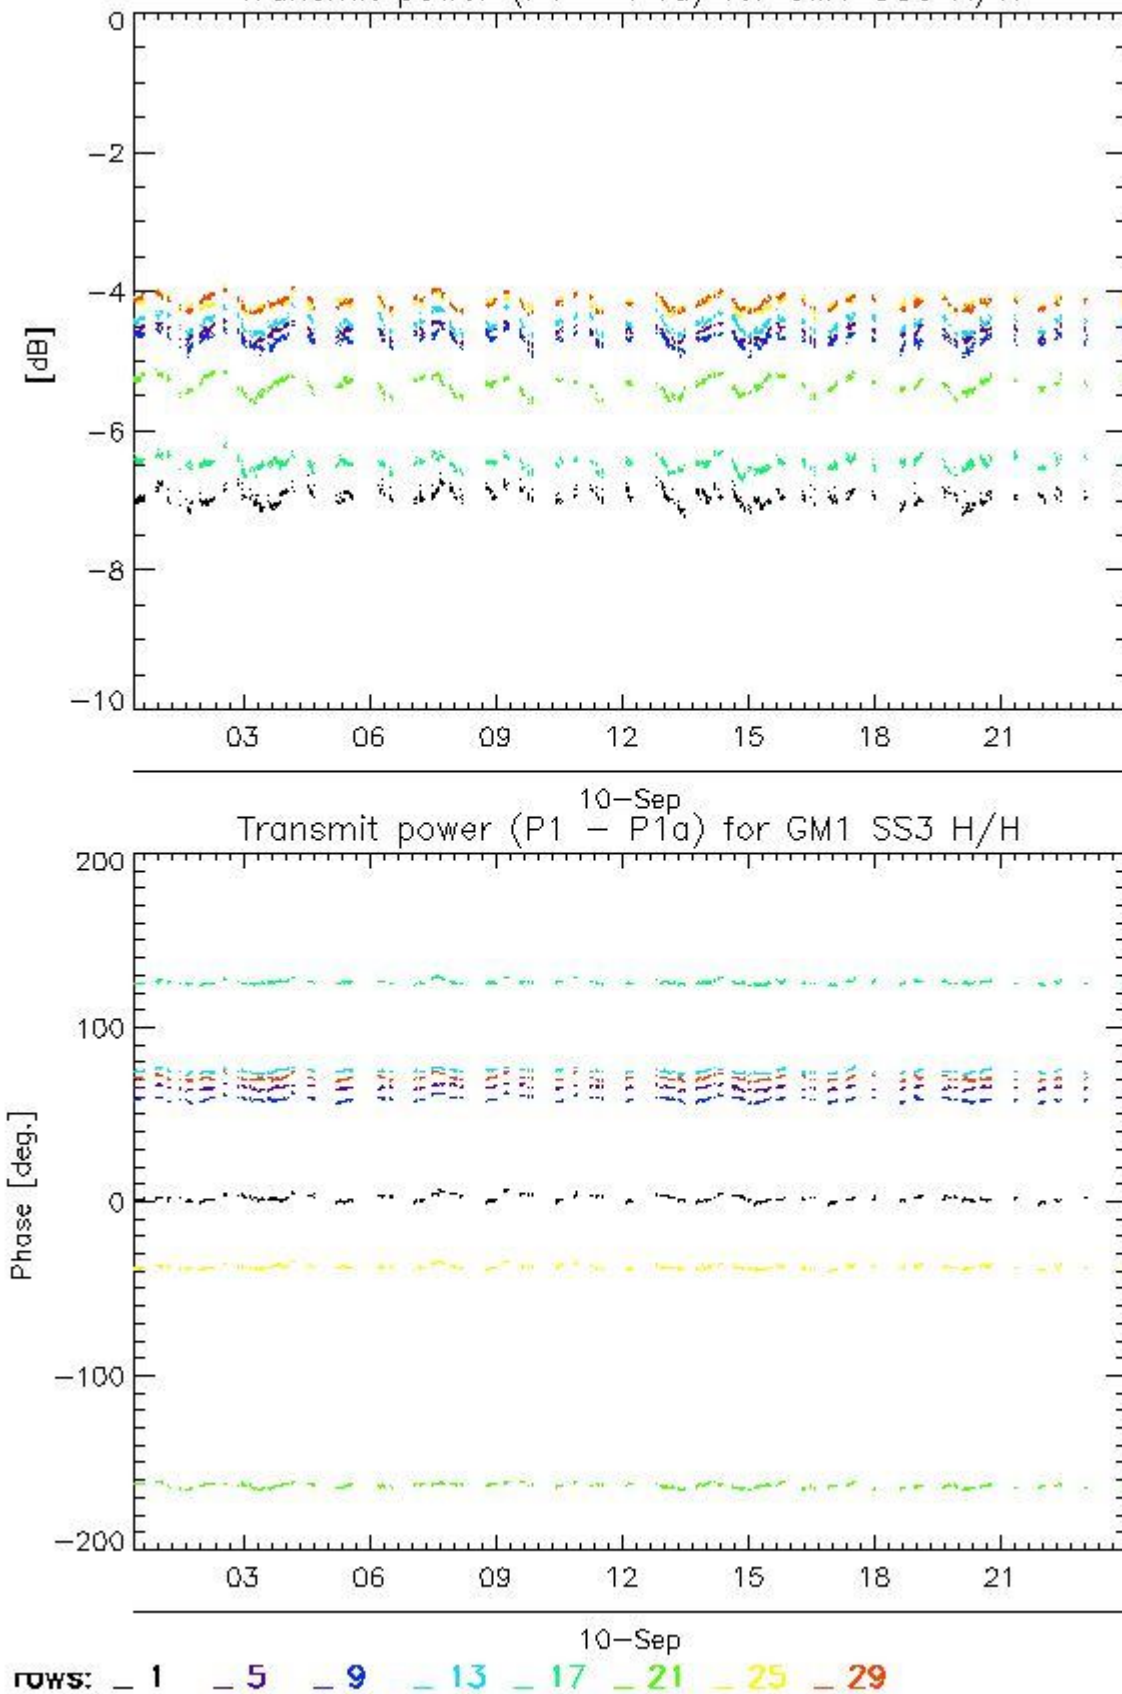 0
−2
−4
[dB]
−6
−8
−10
03 06 09 12 15 18 21
10−Sep
Transmit power (P1 − P1a) for GM1 SS3 H/H
200
100
Phase [deg.]
0
−100
−200
03 06 09 12 15 18 21
10−Sep
rows: _ 1 _ 5 _ 9 _ 13 _ 17 _ 21 _ 25 _ 29